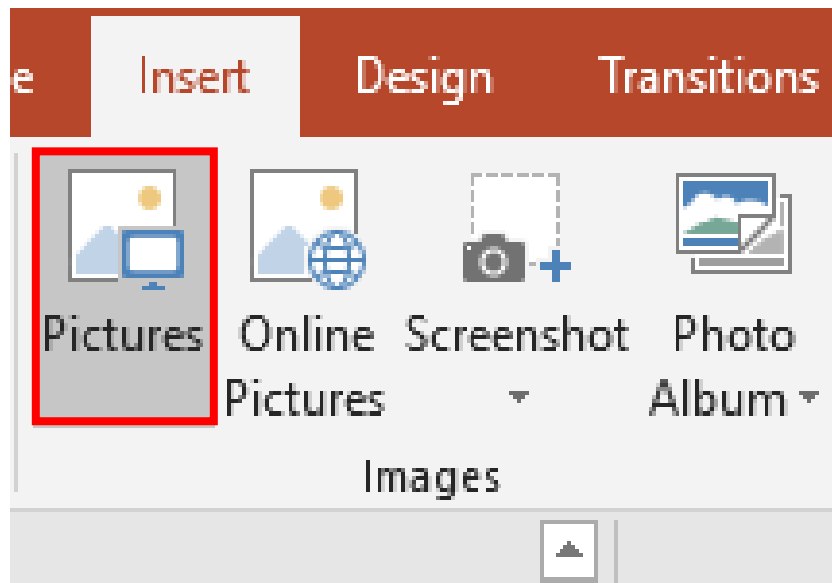 e Insert Design Transitions
Pictures Online Screenshot Photo
Pictures Album
Images